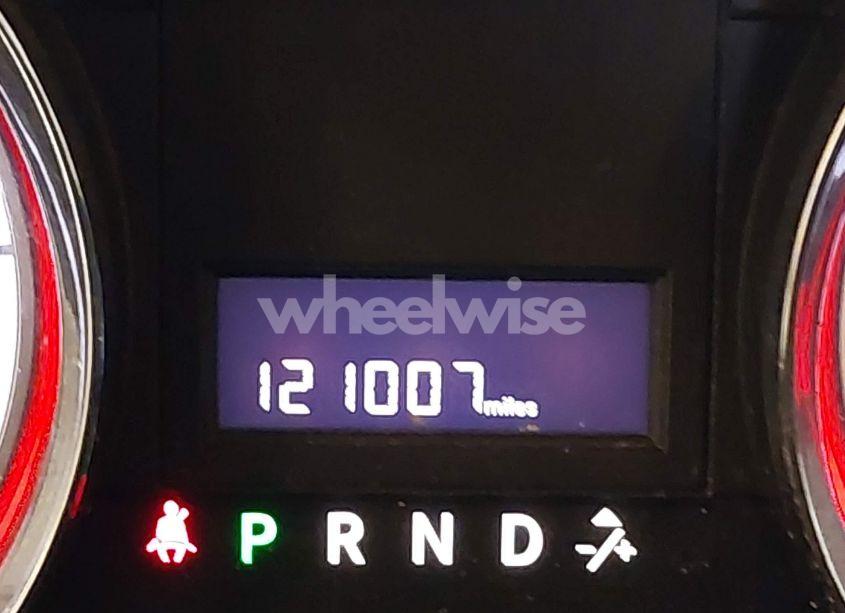 wheelwise
121007miles
P R N D -/+